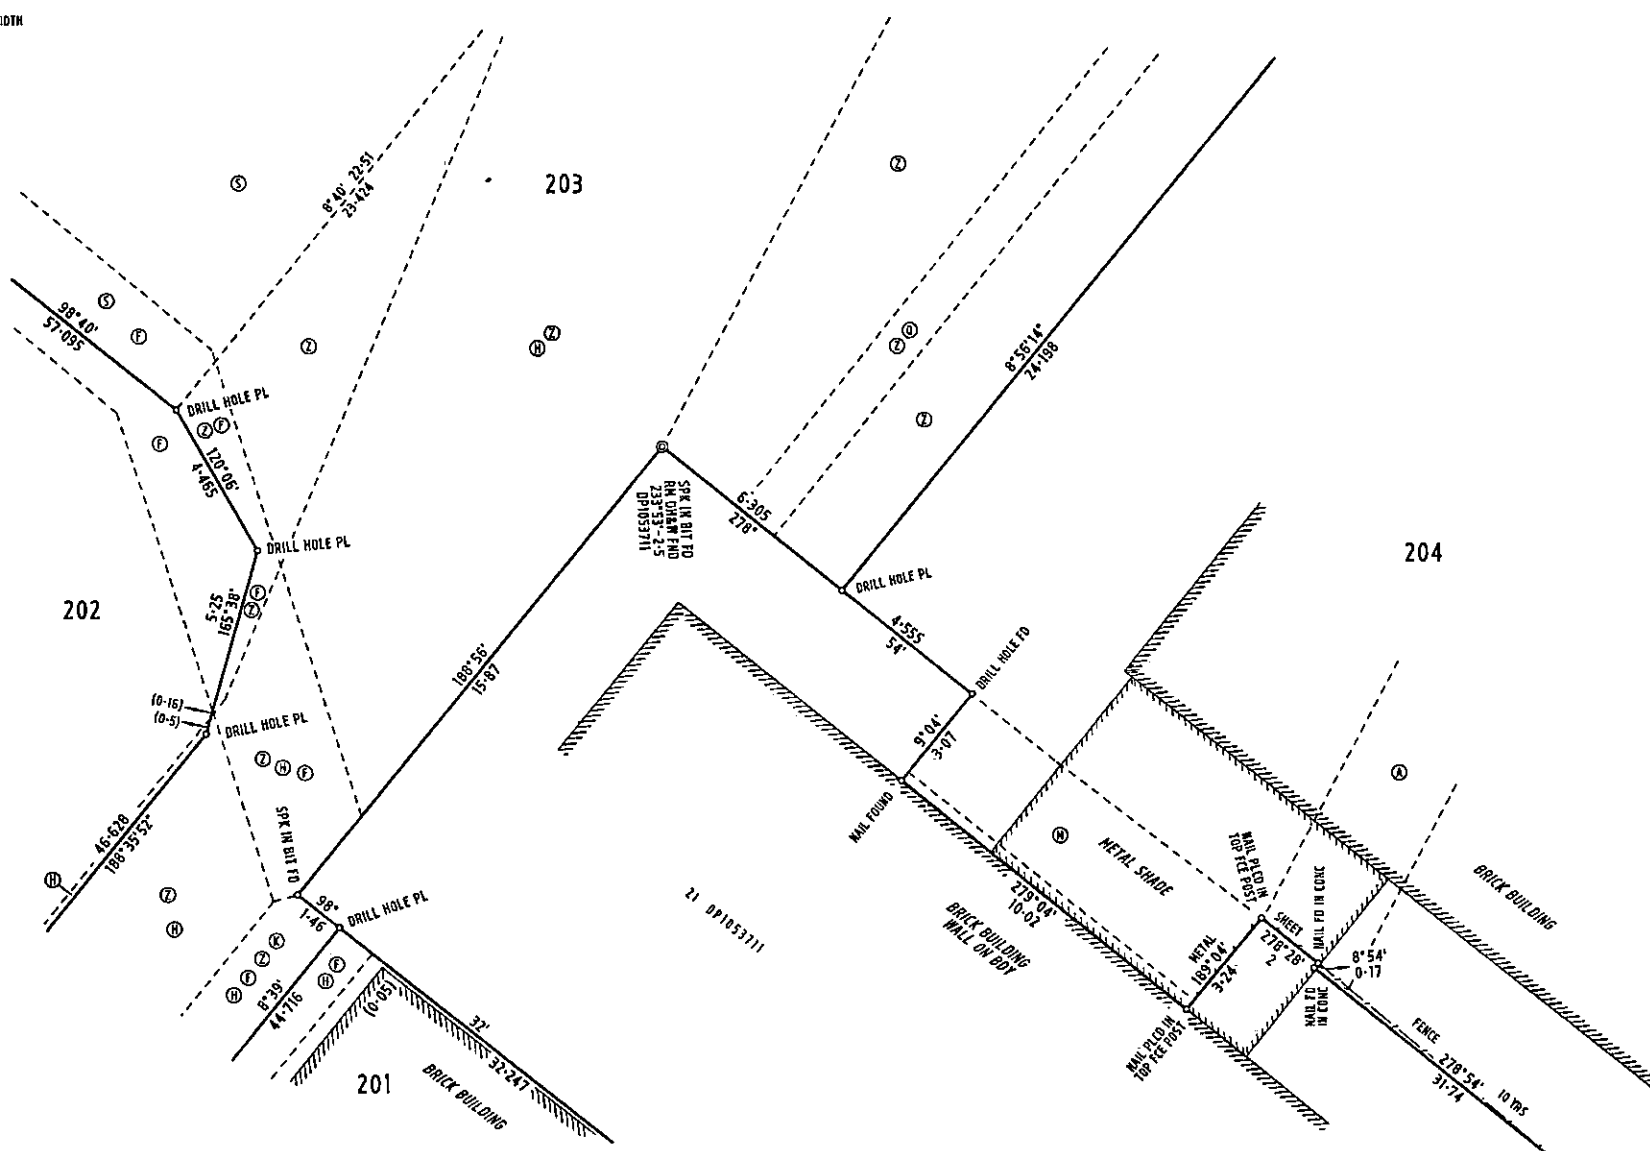 203
S
8°40' 22·51
23·424
Z
S
F
98°40'
57·095
Z
H Z
Q
Z
8°56'14"
24·198
Z
DRILL HOLE PL
Z F
F
120°06'
4·465
DRILL HOLE PL
SPK IN BIT FD
RM DH&W FND
233°53'-2·5
DP1053711
6·305
278°
DRILL HOLE PL
204
202
F
Z
5·25
165°38'
188°56'
15·87
4·555
54'
DRILL HOLE FD
(0·16)
(0·5)
DRILL HOLE PL
9°04'
3·07
Z H F
A
NAIL FOUND
SPK IN BIT FD
46·628
188°35'52"
H
Z
H
H
METAL SHADE
NAIL PLCD IN
TOP FCE POST
BRICK BUILDING
98°
1·46
DRILL HOLE PL
21 DP1053711
279°04'
10·02
BRICK BUILDING
WALL ON BDY
SHEET
278°28'
2
NAIL FD IN CONC
8°54'
0·17
METAL
189°04'
3·24
NAIL FD
IN CONC
K
Z
F
H
F
H
8°39'
44·716
(0·05)
NAIL PLCD IN
TOP FCE POST
FENCE
278°54'
31·74
10 YRS
32'
32·247
201
BRICK BUILDING